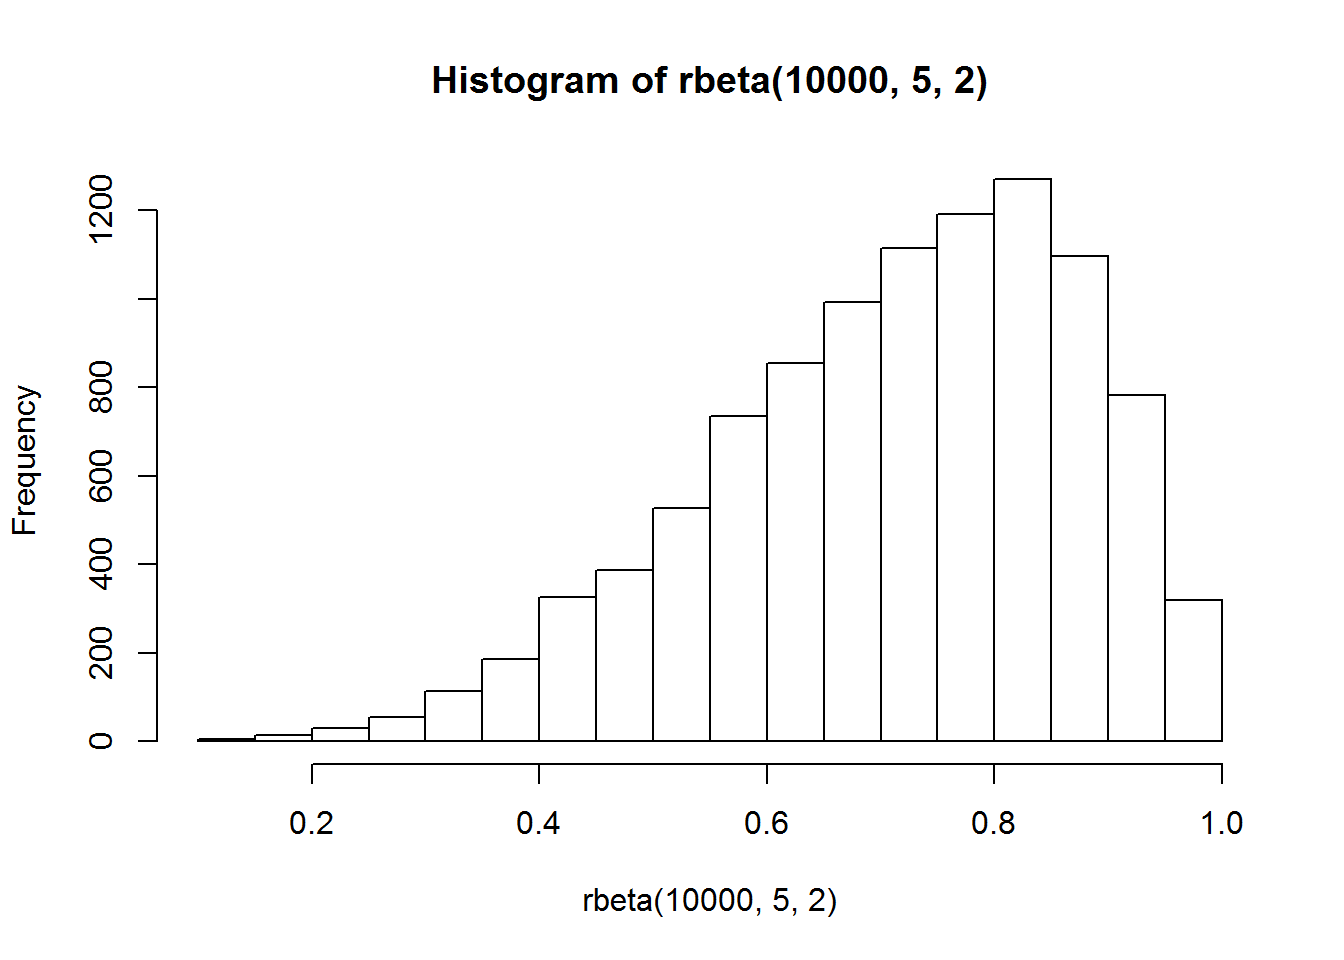 Histogram of rbeta(10000, 5, 2)
Frequency
1200
800
600
400
200
0
0.2 0.4 0.6 0.8 1.0
rbeta(10000, 5, 2)